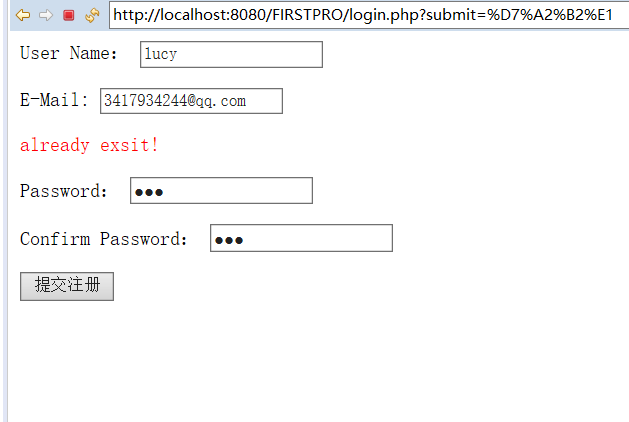 http://localhost:8080/FIRSTPRO/login.php?submit=%D7%A2%B2%E1
User Name: lucy
E-Mail: 3417934244@qq.com
already exsit!
Password: ●●●
Confirm Password: ●●●
提交注册